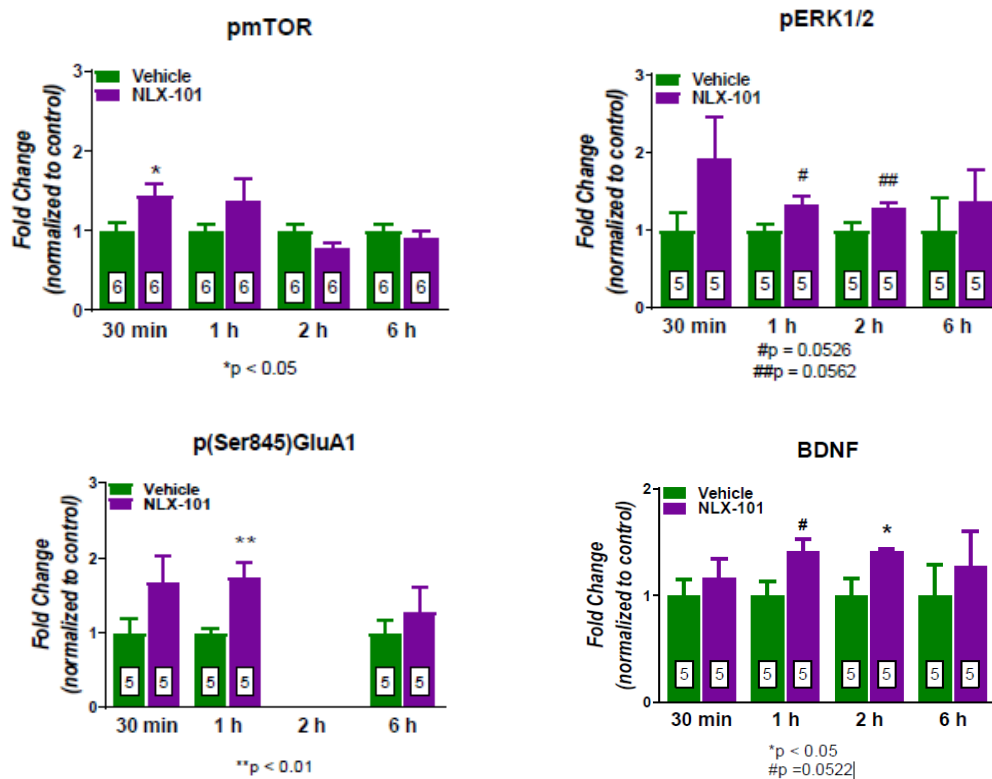 pmTOR
Vehicle
NLX-101
Fold Change
(normalized to control)
3
2
1
0
*
6 6 6 6 6 6 6 6
30 min 1 h 2 h 6 h
*p < 0.05
pERK1/2
Vehicle
NLX-101
Fold Change
(normalized to control)
3
2
1
0
# ##
5 5 5 5 5 5 5 5
30 min 1 h 2 h 6 h
#p = 0.0526
##p = 0.0562
p(Ser845)GluA1
Vehicle
NLX-101
Fold Change
(normalized to control)
3
2
1
0
**
5 5 5 5 5 5
30 min 1 h 2 h 6 h
**p < 0.01
BDNF
Vehicle
NLX-101
Fold Change
(normalized to control)
2
1
0
# *
5 5 5 5 5 5 5 5
30 min 1 h 2 h 6 h
*p < 0.05
#p =0.0522